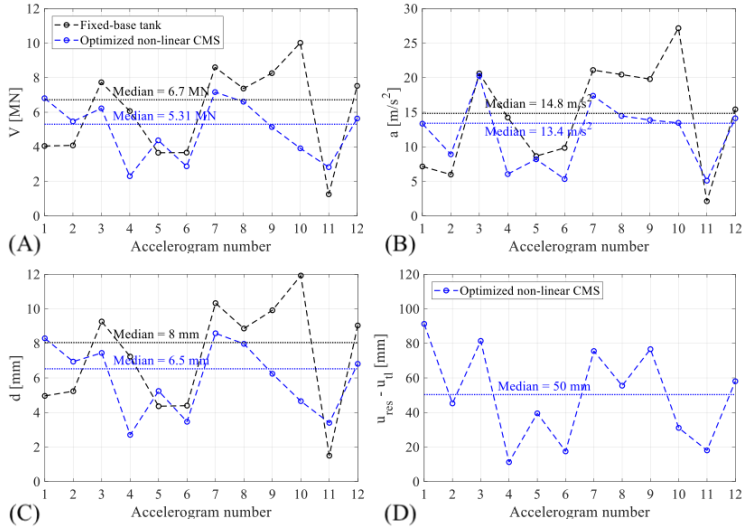 Fixed-base tank
Optimized non-linear CMS
V [MN]
12
10
8
6
4
2
0
Median = 6.7 MN
Median = 5.31 MN
1 2 3 4 5 6 7 8 9 10 11 12
Accelerogram number
(A)
a [m/s²]
30
25
20
15
10
5
0
Median = 14.8 m/s²
Median = 13.4 m/s²
1 2 3 4 5 6 7 8 9 10 11 12
Accelerogram number
(B)
d [mm]
12
10
8
6
4
2
0
Median = 8 mm
Median = 6.5 mm
1 2 3 4 5 6 7 8 9 10 11 12
Accelerogram number
(C)
Optimized non-linear CMS
u_res - u_tl
120
100
80
60
40
20
0
Median = 50 mm
1 2 3 4 5 6 7 8 9 10 11 12
Accelerogram number
(D)